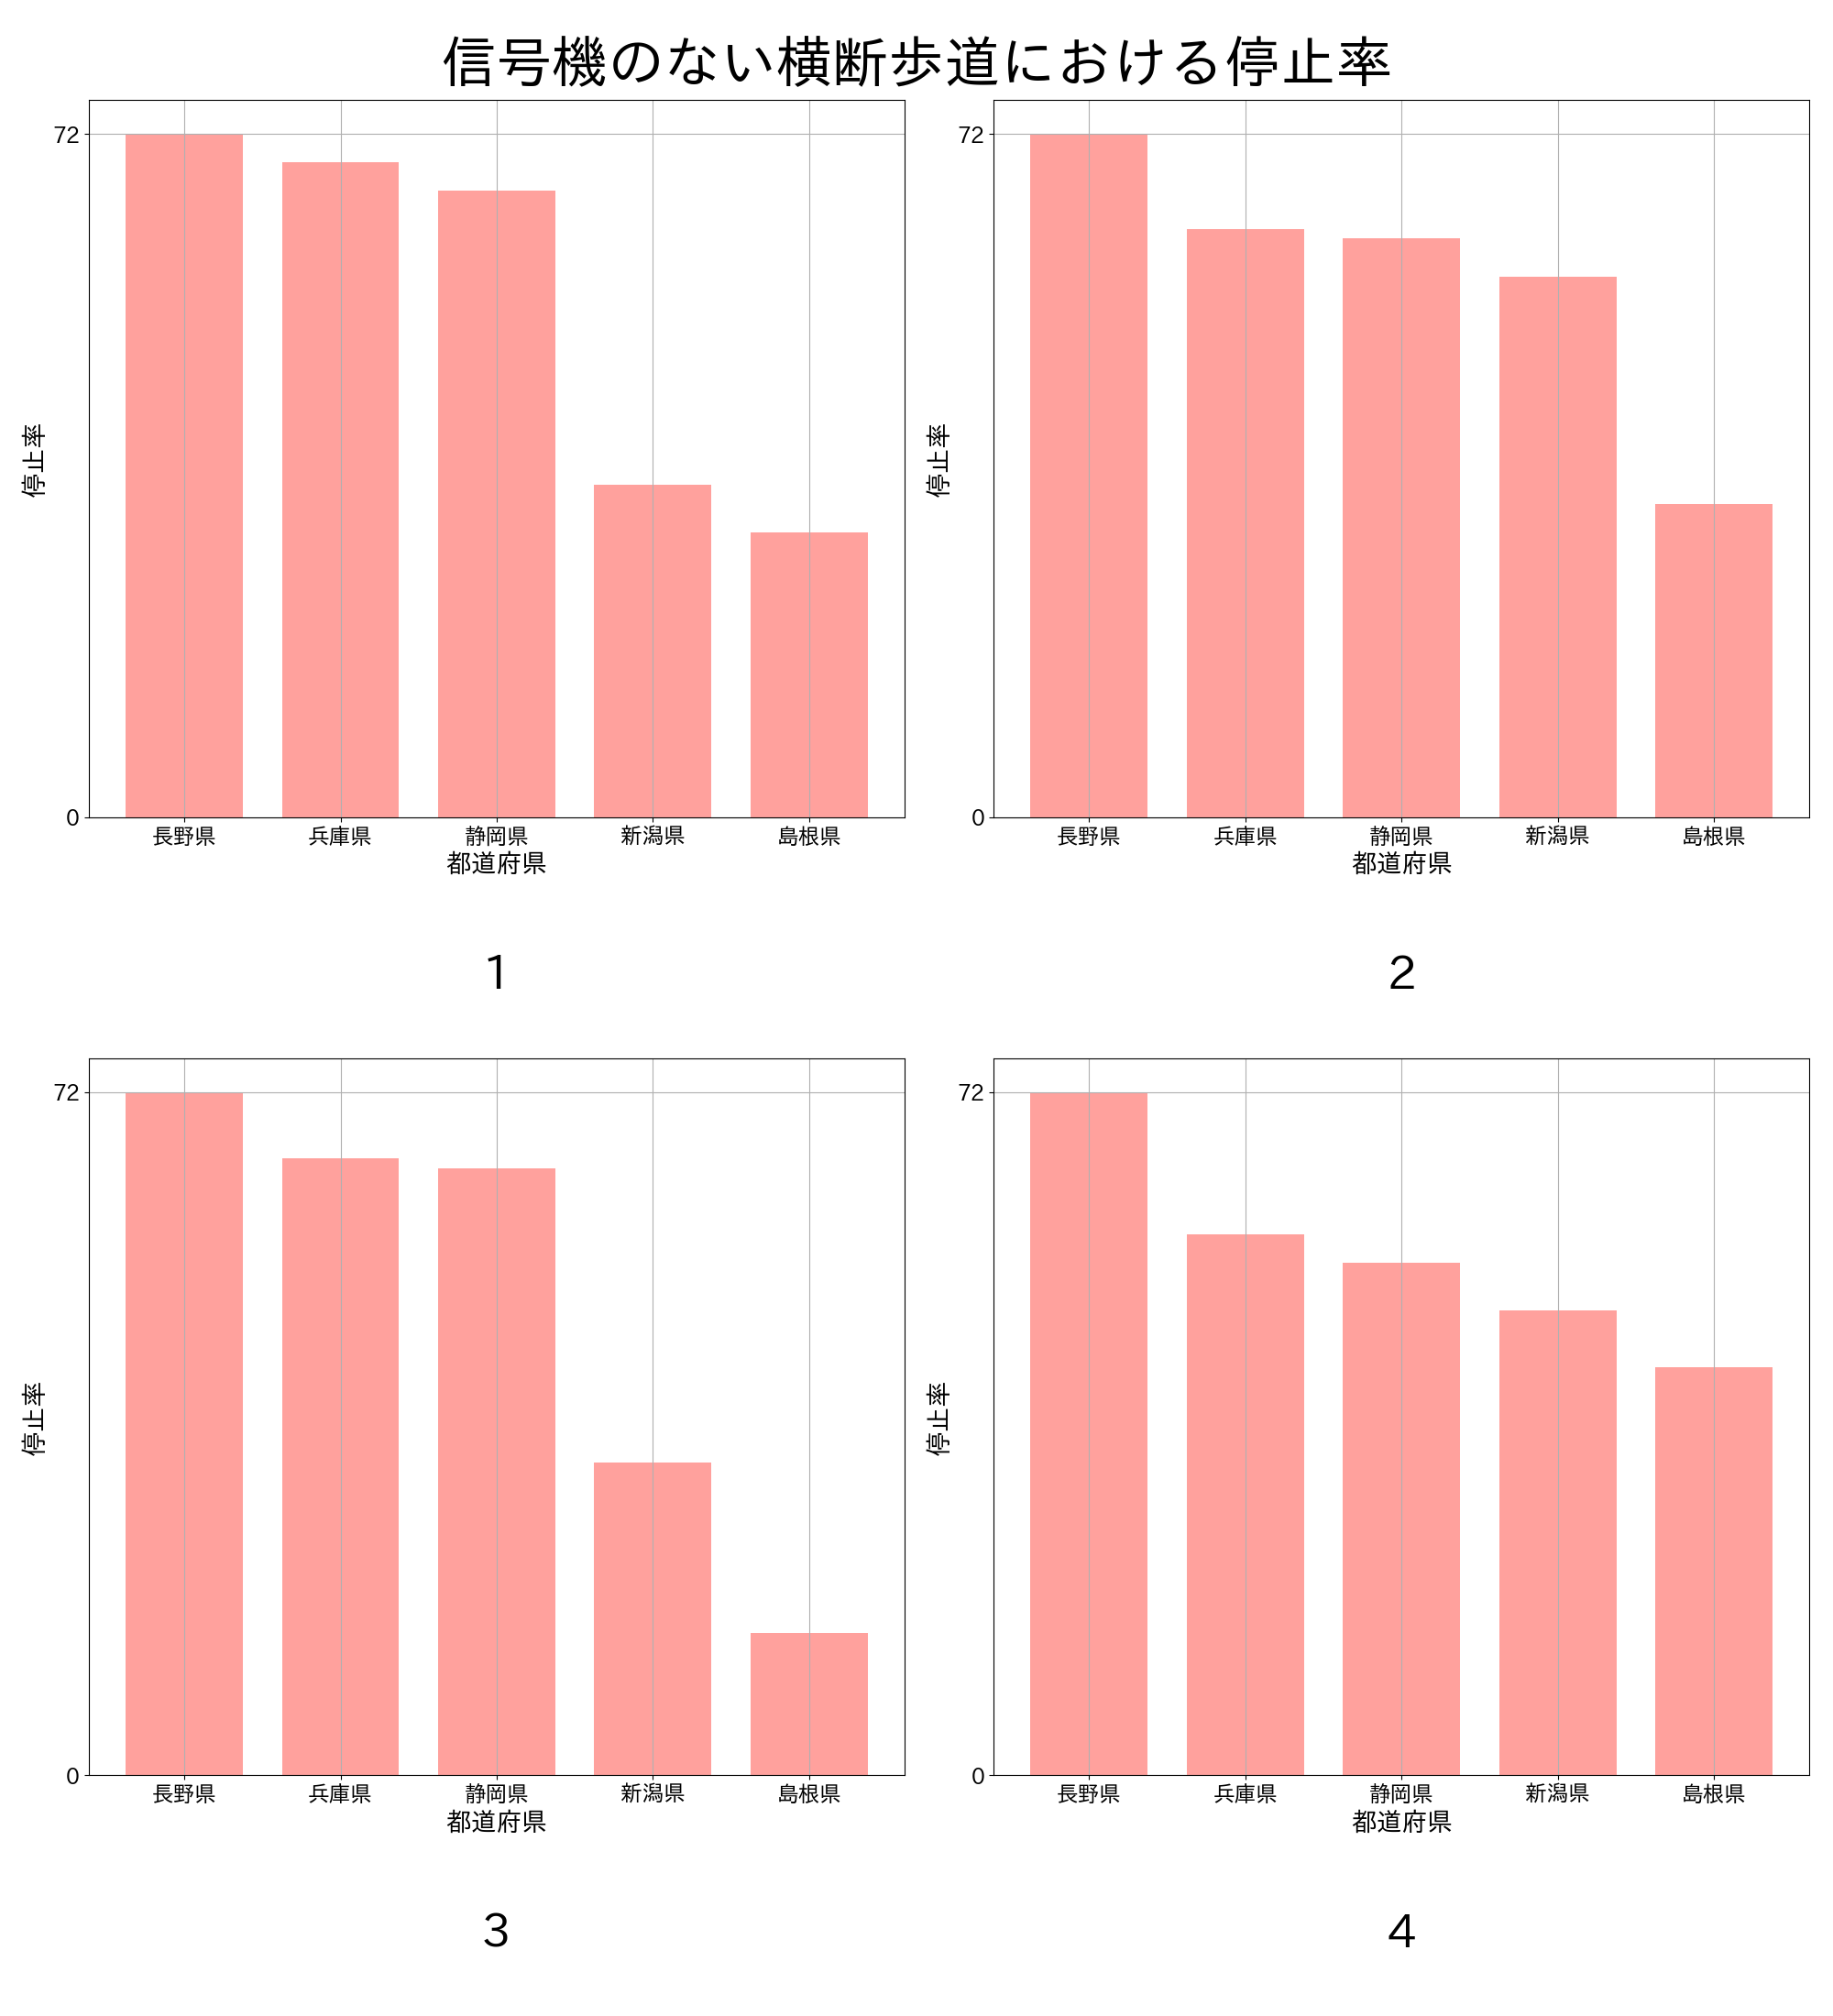 信号機のない横断歩道における停止率
72
0
停止率
長野県 兵庫県 静岡県 新潟県 島根県
都道府県
1
72
0
停止率
長野県 兵庫県 静岡県 新潟県 島根県
都道府県
2
72
0
停止率
長野県 兵庫県 静岡県 新潟県 島根県
都道府県
3
72
0
停止率
長野県 兵庫県 静岡県 新潟県 島根県
都道府県
4